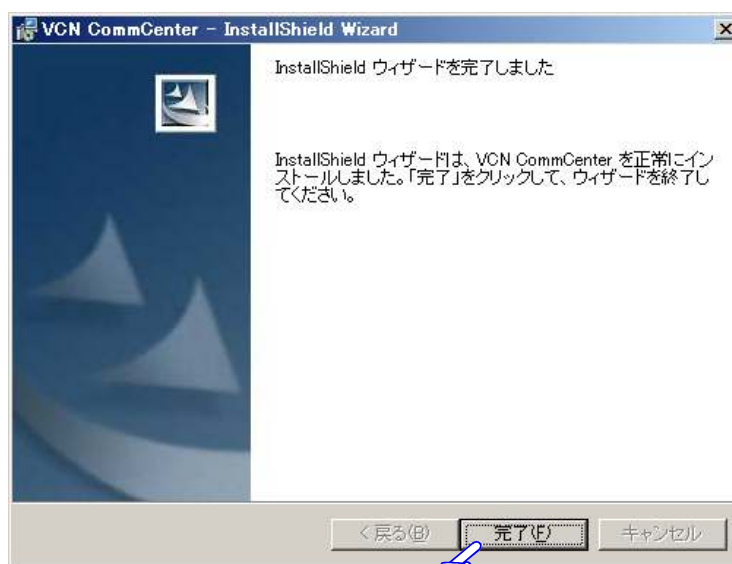 VCN CommCenter - InstallShield Wizard
InstallShield ウィザードを完了しました
InstallShield ウィザードは、VCN CommCenter を正常にイン
ストールしました。「完了」をクリックして、ウィザードを終了し
てください。
< 戻る(B)
完了(F)
キャンセル